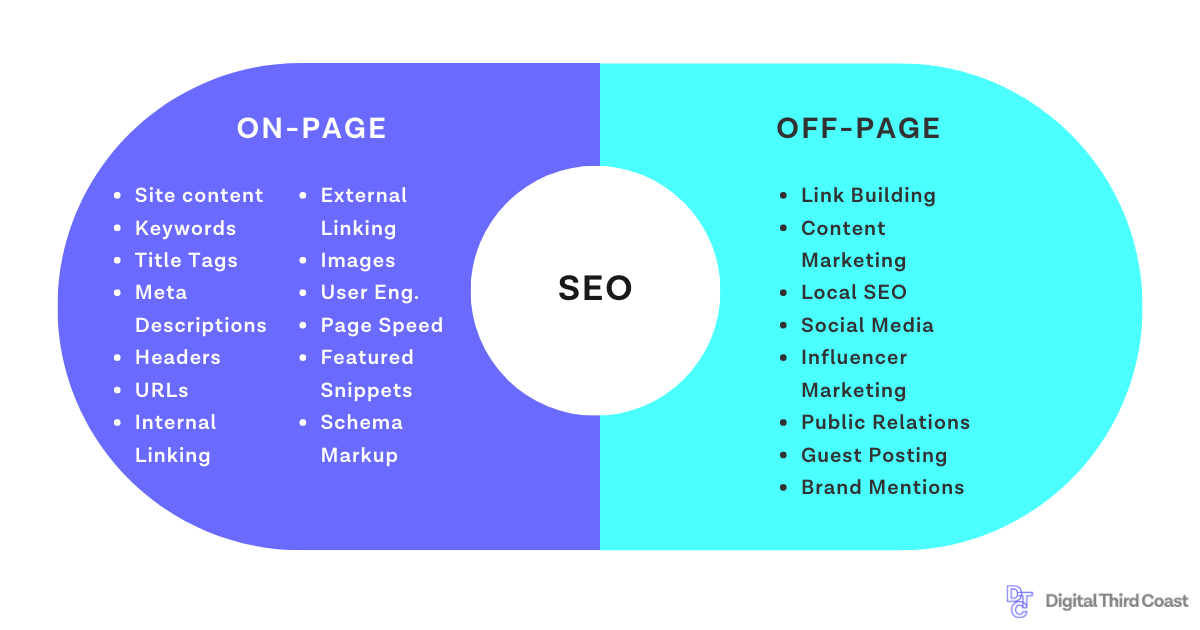 ON-PAGE
• Site content
• Keywords
• Title Tags
• Meta
Descriptions
• Headers
• URLs
• Internal
Linking
• External
Linking
• Images
• User Eng.
• Page Speed
• Featured
Snippets
• Schema
Markup
SEO
OFF-PAGE
• Link Building
• Content
Marketing
• Local SEO
• Social Media
• Influencer
Marketing
• Public Relations
• Guest Posting
• Brand Mentions
DTC
Digital Third Coast